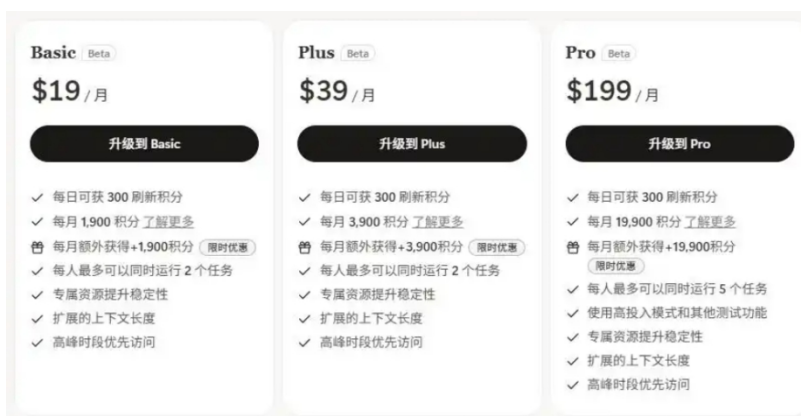 Basic Beta
$19 / 月
升级到 Basic
每日可获 300 刷新积分
每月 1,900 积分 了解更多
每月额外获得+1,900积分 限时优惠
每人最多可以同时运行 2 个任务
专属资源提升稳定性
扩展的上下文长度
高峰时段优先访问
Plus Beta
$39 / 月
升级到 Plus
每日可获 300 刷新积分
每月 3,900 积分 了解更多
每月额外获得+3,900积分 限时优惠
每人最多可以同时运行 2 个任务
专属资源提升稳定性
扩展的上下文长度
高峰时段优先访问
Pro Beta
$199 / 月
升级到 Pro
每日可获 300 刷新积分
每月 19,900 积分 了解更多
每月额外获得+19,900积分
限时优惠
每人最多可以同时运行 5 个任务
使用高投入模式和其他测试功能
专属资源提升稳定性
扩展的上下文长度
高峰时段优先访问